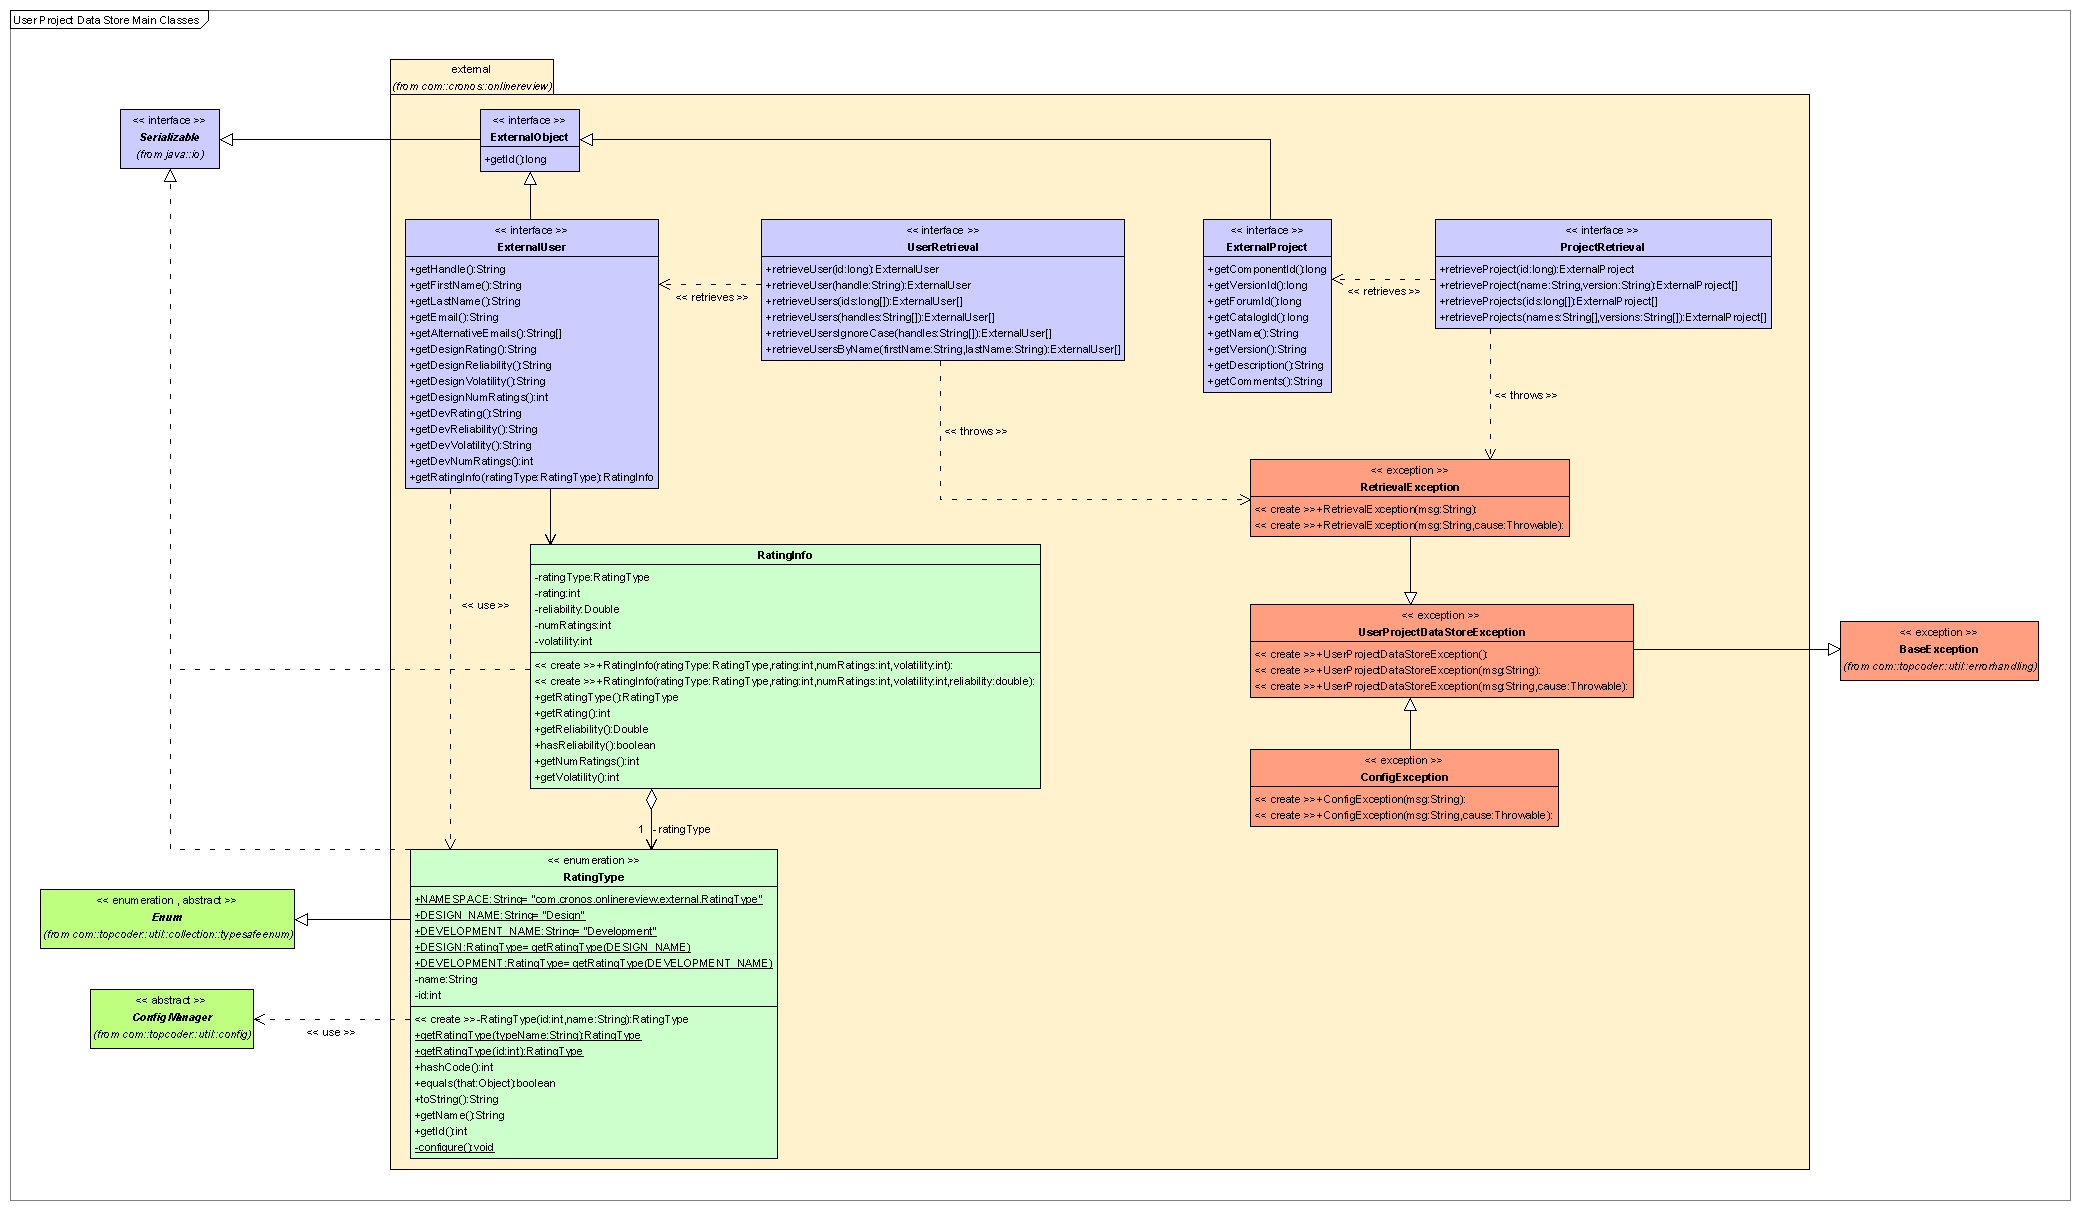 User Project Data Store Main Classes
external
(from com::cronos::onlinereview)
<< interface >>
Serializable
(from java::io)
<< interface >>
ExternalObject
+getId():long
<< interface >>
ExternalUser
+getHandle():String
+getFirstName():String
+getLastName():String
+getEmail():String
+getAlternativeEmails():String[]
+getDesignRating():String
+getDesignReliability():String
+getDesignVolatility():String
+getDesignNumRatings():int
+getDevRating():String
+getDevReliability():String
+getDevVolatility():String
+getDevNumRatings():int
+getRatingInfo(ratingType:RatingType):RatingInfo
<< retrieves >>
<< interface >>
UserRetrieval
+retrieveUser(id:long):ExternalUser
+retrieveUser(handle:String):ExternalUser
+retrieveUsers(ids:long[]):ExternalUser[]
+retrieveUsers(handles:String[]):ExternalUser[]
+retrieveUsersIgnoreCase(handles:String[]):ExternalUser[]
+retrieveUsersByName(firstName:String,lastName:String):ExternalUser[]
<< throws >>
<< interface >>
ExternalProject
+getComponentId():long
+getVersionId():long
+getForumId():long
+getCatalogId():long
+getName():String
+getVersion():String
+getDescription():String
+getComments():String
<< retrieves >>
<< interface >>
ProjectRetrieval
+retrieveProject(id:long):ExternalProject
+retrieveProject(name:String,version:String):ExternalProject[]
+retrieveProjects(ids:long[]):ExternalProject[]
+retrieveProjects(names:String[],versions:String[]):ExternalProject[]
<< throws >>
<< exception >>
RetrievalException
<< create >>+RetrievalException(msg:String):
<< create >>+RetrievalException(msg:String,cause:Throwable):
<< use >>
RatingInfo
-ratingType:RatingType
-rating:int
-reliability:Double
-numRatings:int
-volatility:int
<< create >>+RatingInfo(ratingType:RatingType,rating:int,numRatings:int,volatility:int):
<< create >>+RatingInfo(ratingType:RatingType,rating:int,numRatings:int,volatility:int,reliability:double):
+getRatingType():RatingType
+getRating():int
+getReliability():Double
+hasReliability():boolean
+getNumRatings():int
+getVolatility():int
<< exception >>
UserProjectDataStoreException
<< create >>+UserProjectDataStoreException():
<< create >>+UserProjectDataStoreException(msg:String):
<< create >>+UserProjectDataStoreException(msg:String,cause:Throwable):
<< exception >>
BaseException
(from com::topcoder::util::errorhandling)
<< exception >>
ConfigException
<< create >>+ConfigException(msg:String):
<< create >>+ConfigException(msg:String,cause:Throwable):
1 -ratingType
<< enumeration >>
RatingType
+NAMESPACE:String= "com.cronos.onlinereview.external.RatingType"
+DESIGN_NAME:String= "Design"
+DEVELOPMENT_NAME:String= "Development"
+DESIGN:RatingType= getRatingType(DESIGN_NAME)
+DEVELOPMENT:RatingType= getRatingType(DEVELOPMENT_NAME)
-name:String
-id:int
<< create >>-RatingType(id:int,name:String):RatingType
+getRatingType(typeName:String):RatingType
+getRatingType(id:int):RatingType
+hashCode():int
+equals(that:Object):boolean
+toString():String
+getName():String
+getId():int
-configure():void
<< enumeration , abstract >>
Enum
(from com::topcoder::util::collection::typesafeenum)
<< abstract >>
ConfigManager
(from com::topcoder::util::config)
<< use >>